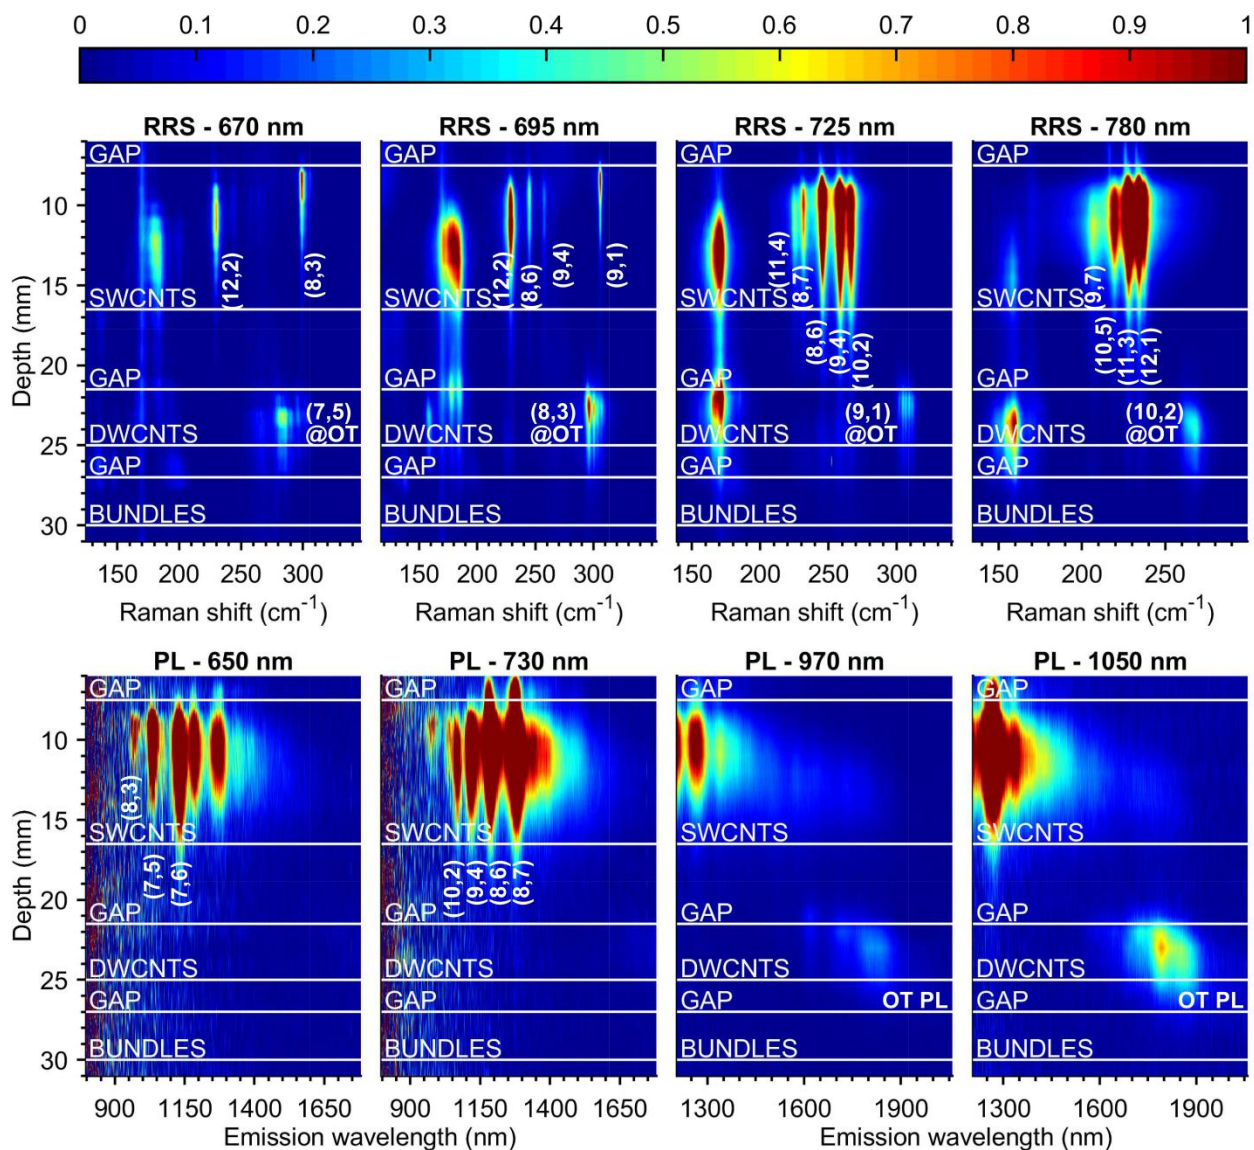 0 0.1 0.2 0.3 0.4 0.5 0.6 0.7 0.8 0.9 1
RRS - 670 nm RRS - 695 nm RRS - 725 nm RRS - 780 nm
Depth (mm)
10
15
20
25
30
GAP
SWCNTS
GAP
DWCNTS
GAP
BUNDLES
(12,2)
(8,3)
(7,5)
@OT
150 200 250 300
Raman shift (cm-1)
GAP
SWCNTS
GAP
DWCNTS
GAP
BUNDLES
(12,2)
(8,6)
(9,4)
(9,1)
(8,3)
@OT
150 200 250 300
Raman shift (cm-1)
GAP
SWCNTS
GAP
DWCNTS
GAP
BUNDLES
(11,4)
(8,7)
(8,6)
(9,4)
(10,2)
(9,1)
@OT
150 200 250 300
Raman shift (cm-1)
GAP
SWCNTS
GAP
DWCNTS
GAP
BUNDLES
(9,7)
(10,5)
(11,3)
(12,1)
(10,2)
@OT
150 200 250
Raman shift (cm-1)
PL - 650 nm PL - 730 nm PL - 970 nm PL - 1050 nm
Depth (mm)
10
15
20
25
30
GAP
SWCNTS
GAP
DWCNTS
GAP
BUNDLES
(8,3)
(7,5)
(7,6)
900 1150 1400 1650
GAP
SWCNTS
GAP
DWCNTS
GAP
BUNDLES
(10,2)
(9,4)
(8,6)
(8,7)
900 1150 1400 1650
Emission wavelength (nm)
GAP
SWCNTS
GAP
DWCNTS
GAP
BUNDLES
OT PL
1300 1600 1900
GAP
SWCNTS
GAP
DWCNTS
GAP
BUNDLES
OT PL
1300 1600 1900
Emission wavelength (nm)